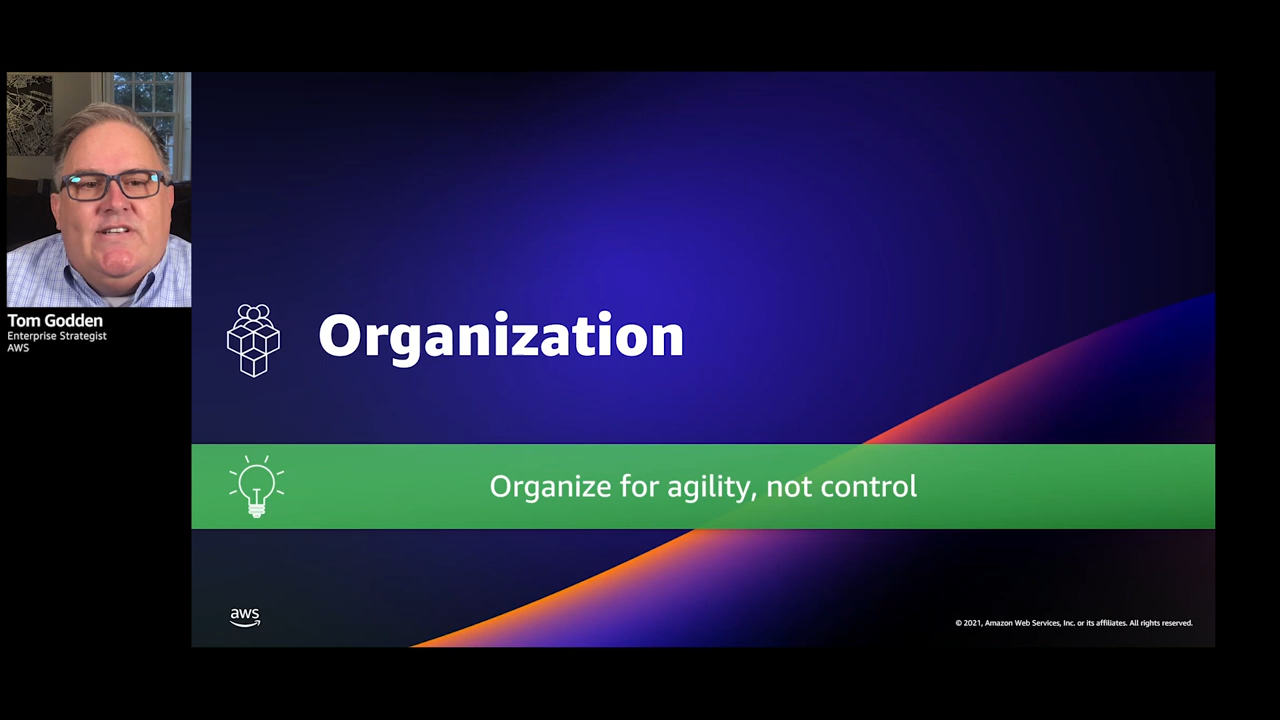 Tom Godden
Enterprise Strategist
AWS
Organization
Organize for agility, not control
aws
© 2021, Amazon Web Services, Inc. or its affiliates. All rights reserved.